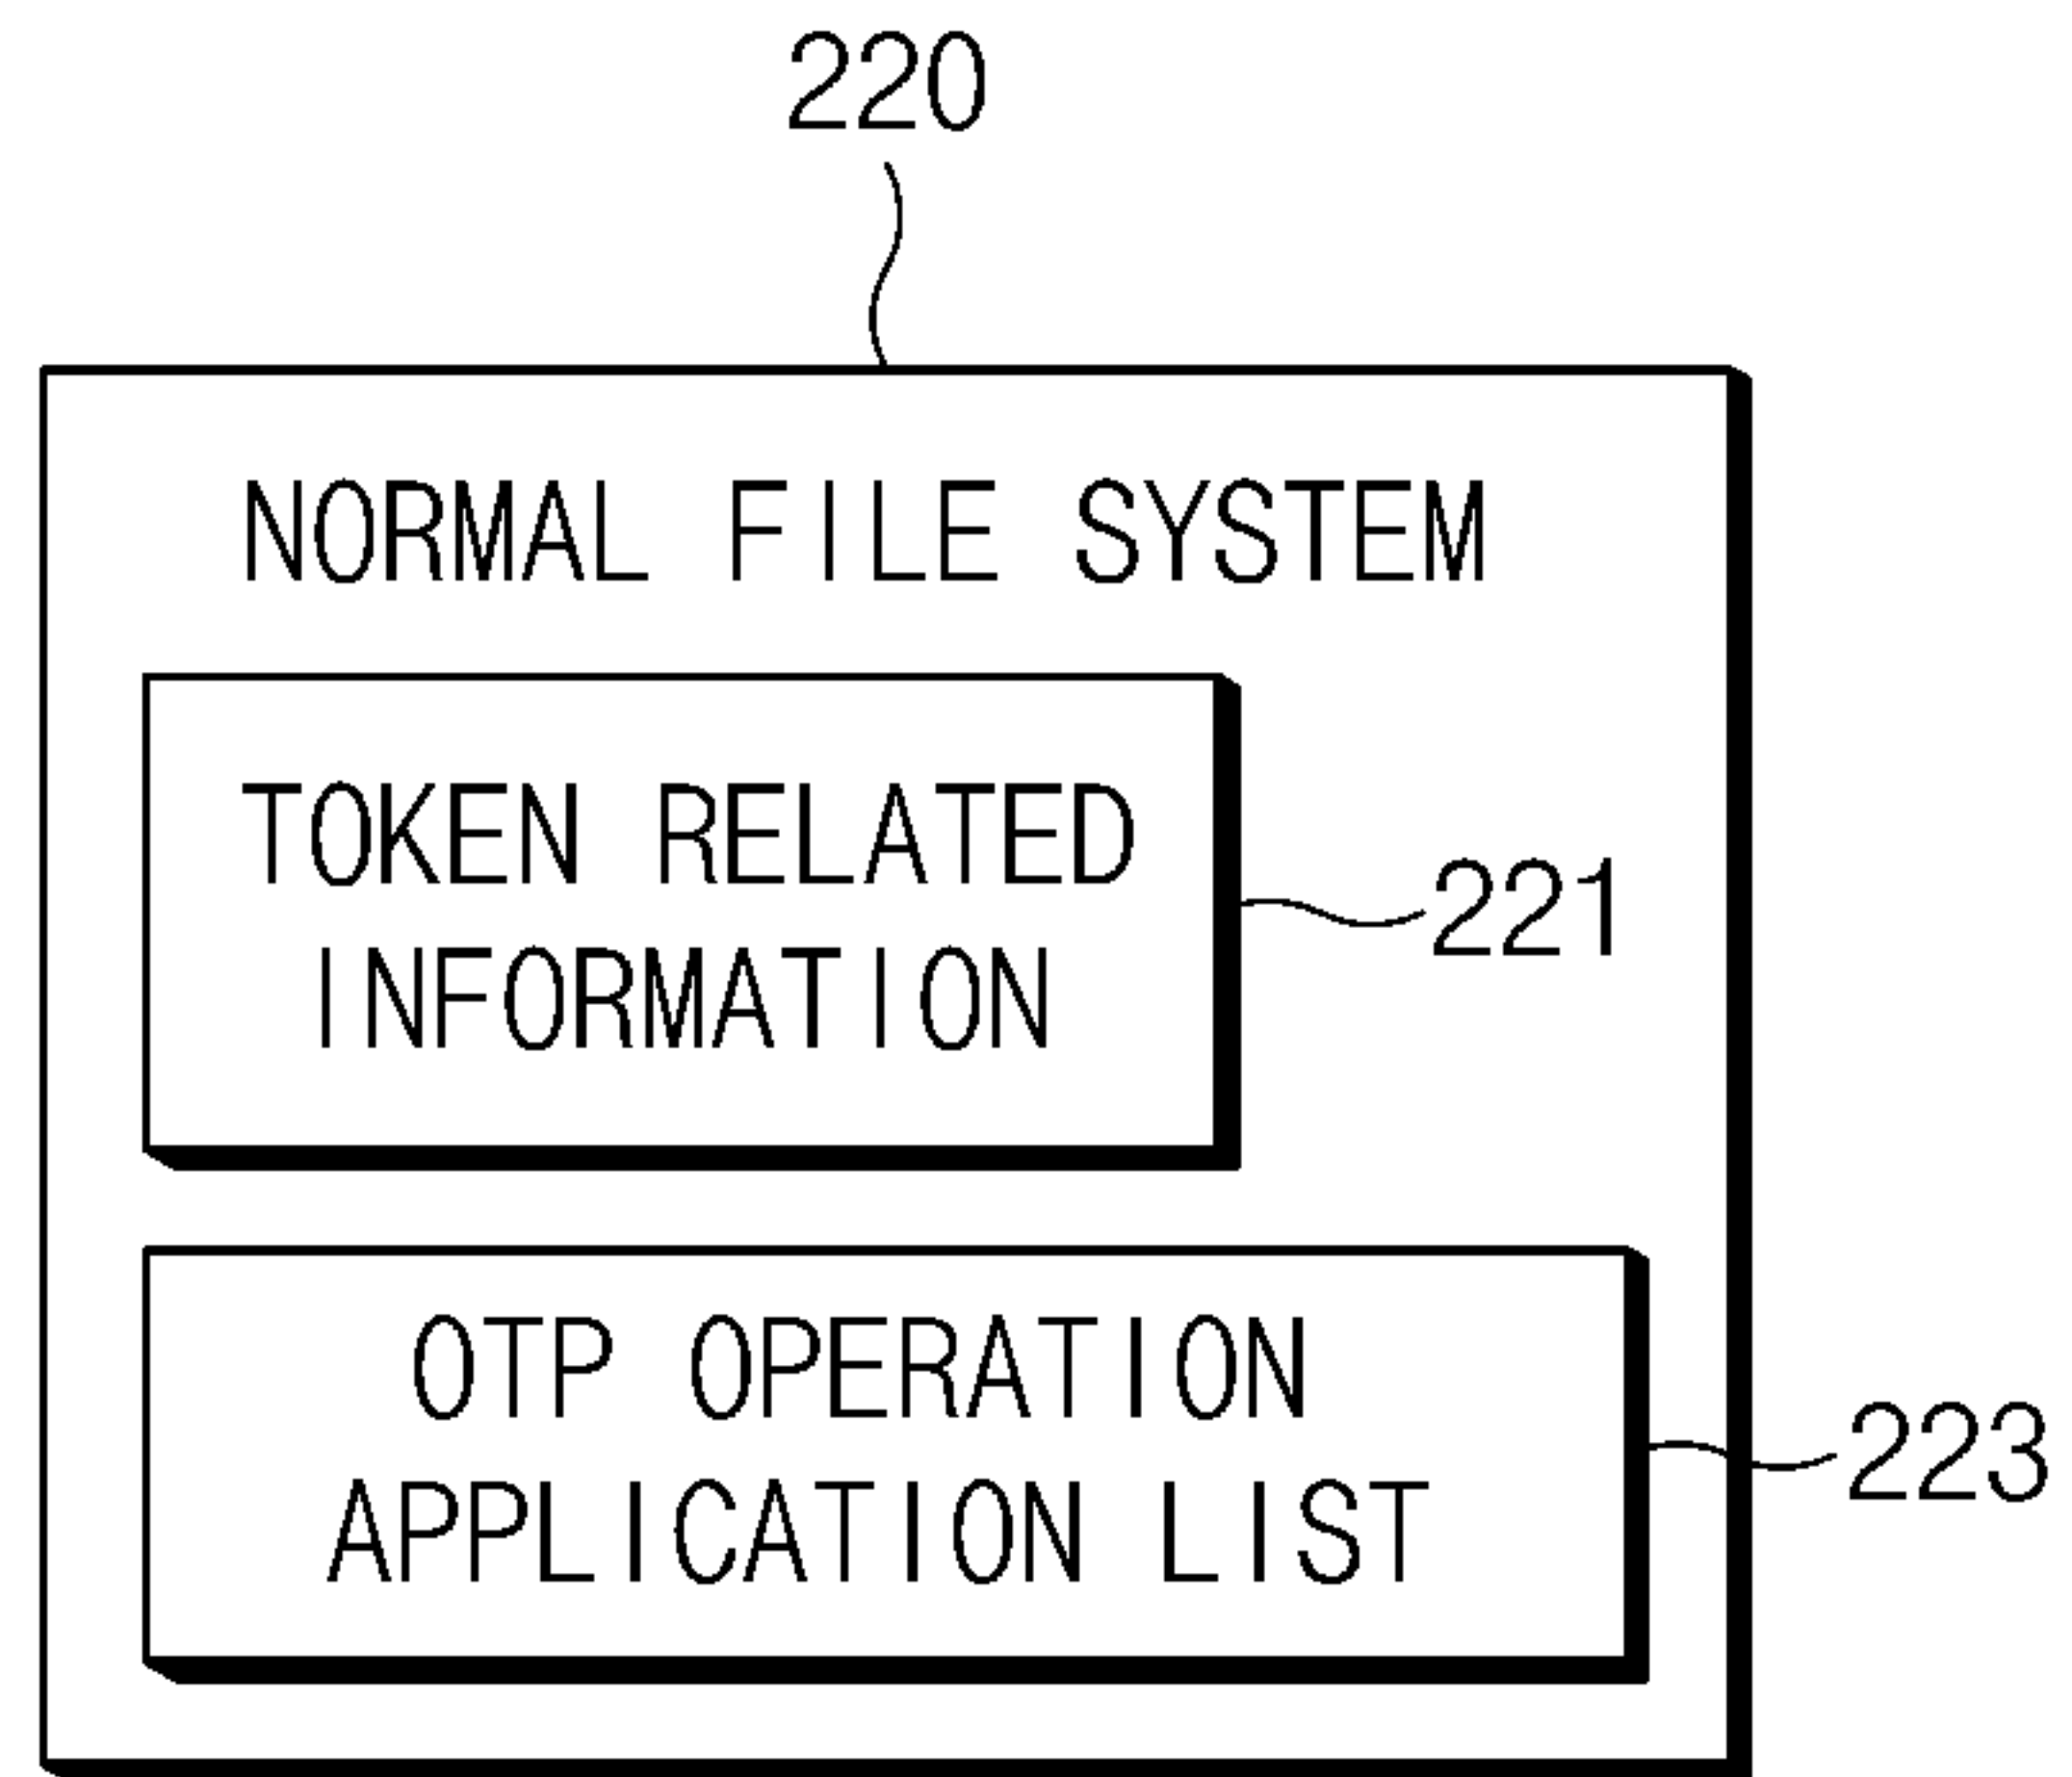 220
NORMAL FILE SYSTEM
TOKEN RELATED
INFORMATION
221
OTP OPERATION
APPLICATION LIST
223